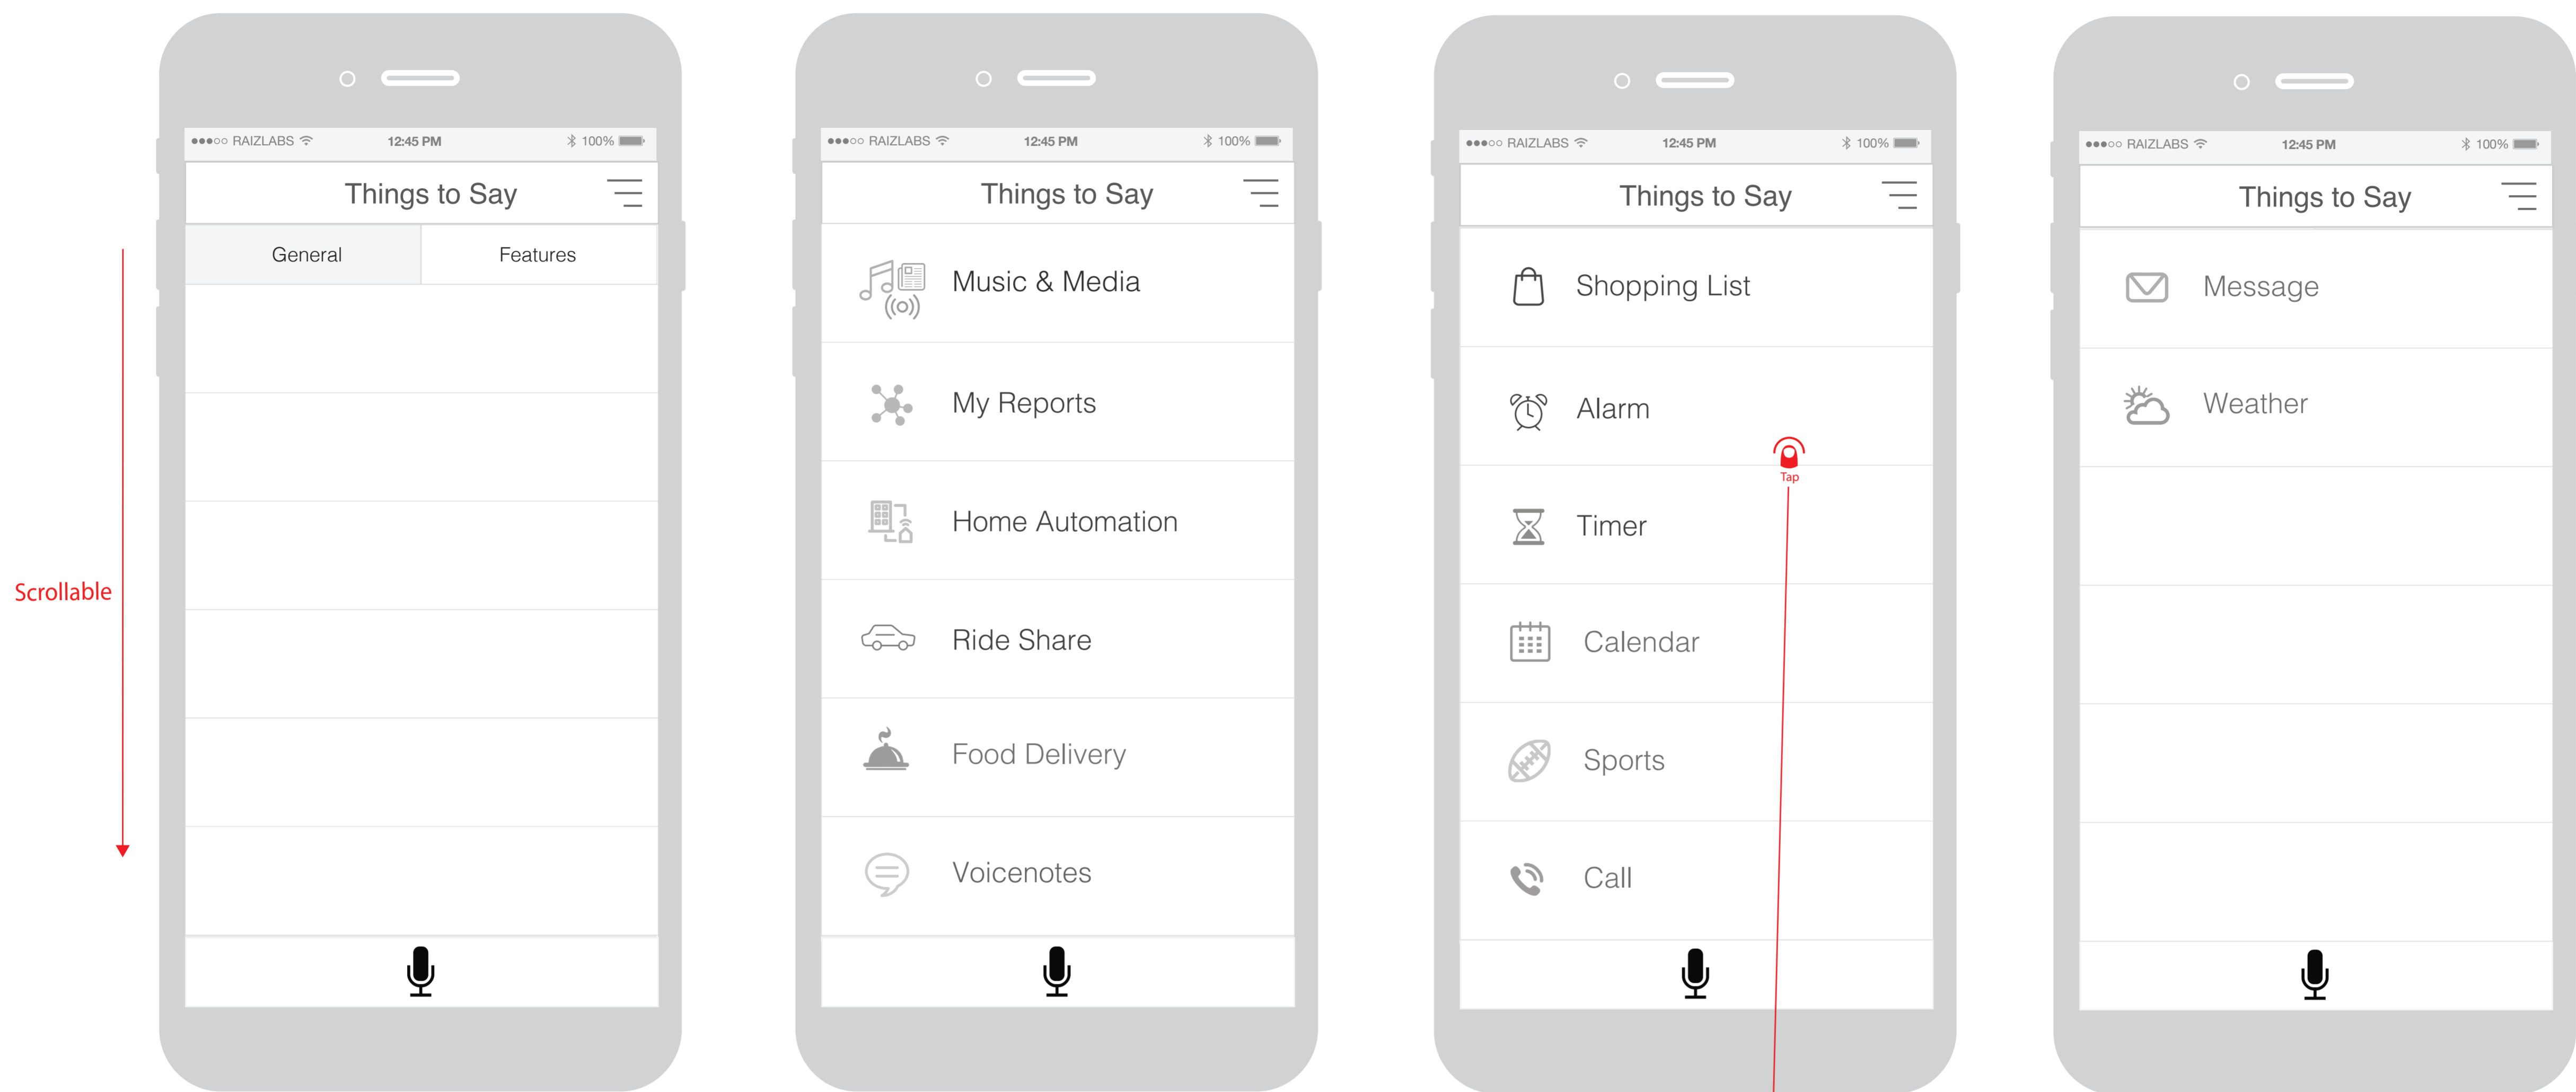 Scrollable
RAIZLABS 12:45 PM 100%
Things to Say
General Features
RAIZLABS 12:45 PM 100%
Things to Say
Music & Media
My Reports
Home Automation
Ride Share
Food Delivery
Voicenotes
RAIZLABS 12:45 PM 100%
Things to Say
Shopping List
Alarm
Tap
Timer
Calendar
Sports
Call
RAIZLABS 12:45 PM 100%
Things to Say
Message
Weather